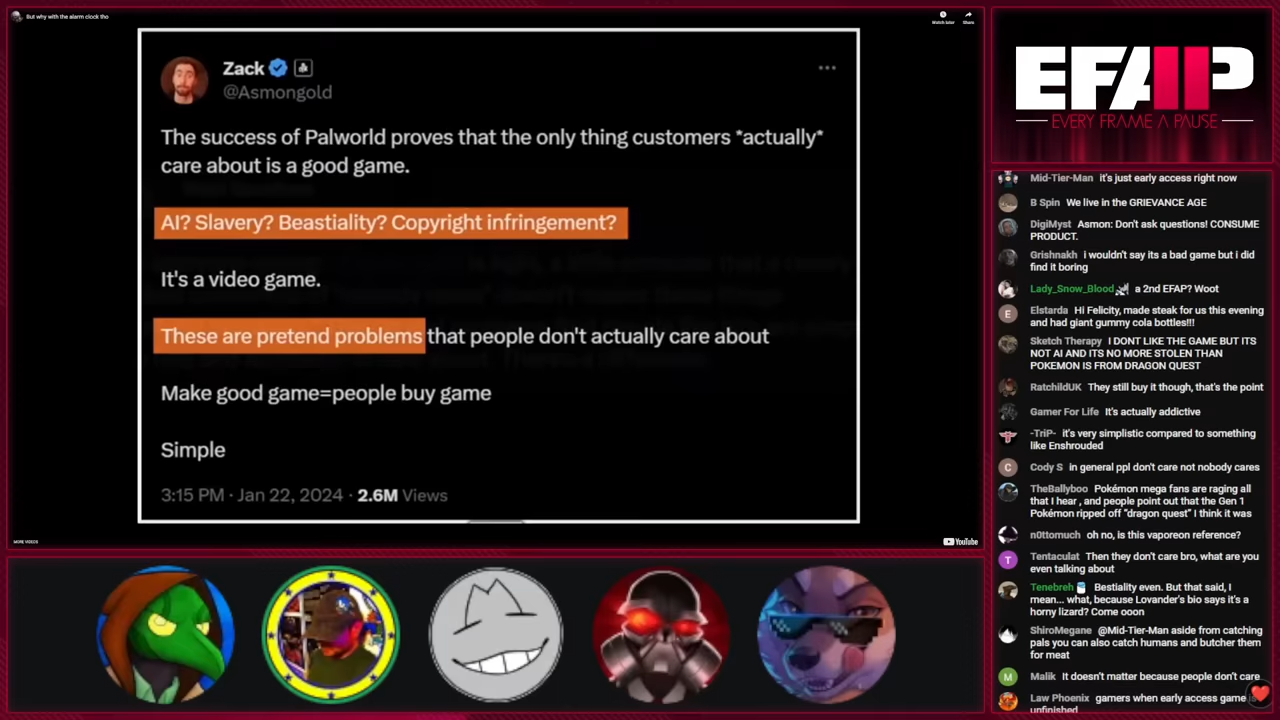 But why with the alarm clock tho
Watch later
Share
Zack
@Asmongold
The success of Palworld proves that the only thing customers *actually*
care about is a good game.
AI? Slavery? Beastiality? Copyright infringement?
It's a video game.
These are pretend problems that people don't actually care about
Make good game=people buy game
Simple
3:15 PM · Jan 22, 2024 · 2.6M Views
MORE VIDEOS
YouTube
EFAP
EVERY FRAME A PAUSE
Mid-Tier-Man it's just early access right now
B Spin We live in the GRIEVANCE AGE
DigiMyst Asmon: Don't ask questions! CONSUME
PRODUCT.
Grishnakh i wouldn't say its a bad game but i did
find it boring
Lady_Snow_Blood a 2nd EFAP? Woot
E
Elstarda Hi Felicity, made steak for us this evening
and had giant gummy cola bottles!!!
Sketch Therapy I DONT LIKE THE GAME BUT ITS
NOT AI AND ITS NO MORE STOLEN THAN
POKEMON IS FROM DRAGON QUEST
RatchildUK They still buy it though, that's the point
Gamer For Life It's actually addictive
-TriP- it's very simplistic compared to something
like Enshrouded
C
Cody S in general ppl don't care not nobody cares
TheBallyboo Pokémon mega fans are raging all
that I hear , and people point out that the Gen 1
Pokémon ripped off "dragon quest" I think it was
n0ttomuch oh no, is this vaporeon reference?
T
Tentaculat Then they don't care bro, what are you
even talking about
Tenebreh Bestiality even. But that said, I
mean... what, because Lovander's bio says it's a
horny lizard? Come ooon
ShiroMegane @Mid-Tier-Man aside from catching
pals you can also catch humans and butcher them
for meat
M
Malik It doesn't matter because people don't care
Law Phoenix gamers when early access game is
unfinished